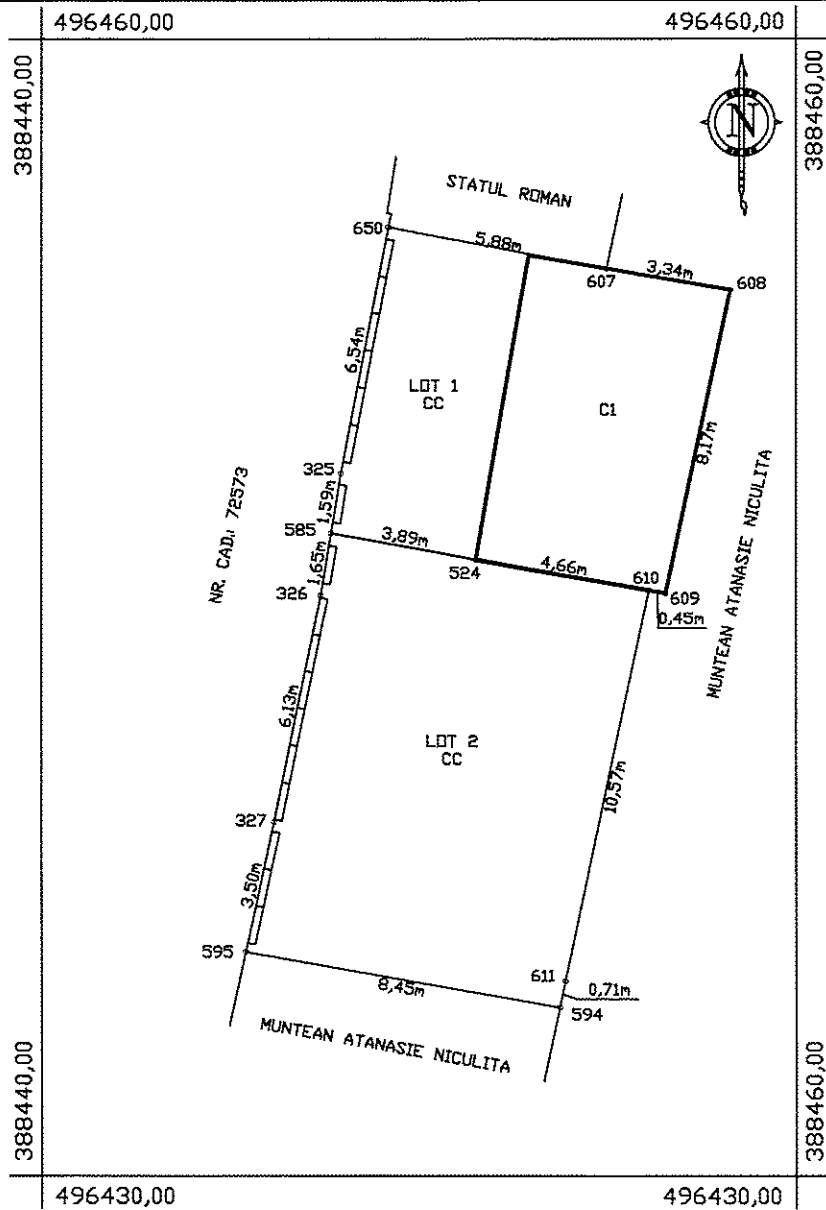 496460,00
496460,00
388440,00
388460,00
N
STATUL ROMAN
650
5,88m
607
3,34m
608
6,54m
LOT 1
CC
C1
8,17m
325
NR. CAD.: 72573
1,59m
585
3,89m
524
4,66m
610
609
0,45m
MUNTEAN ATANASIE NICULITA
1,65m
326
6,13m
LOT 2
CC
10,57m
327
3,50m
595
8,45m
611
0,71m
594
MUNTEAN ATANASIE NICULITA
388440,00
388460,00
496430,00
496430,00